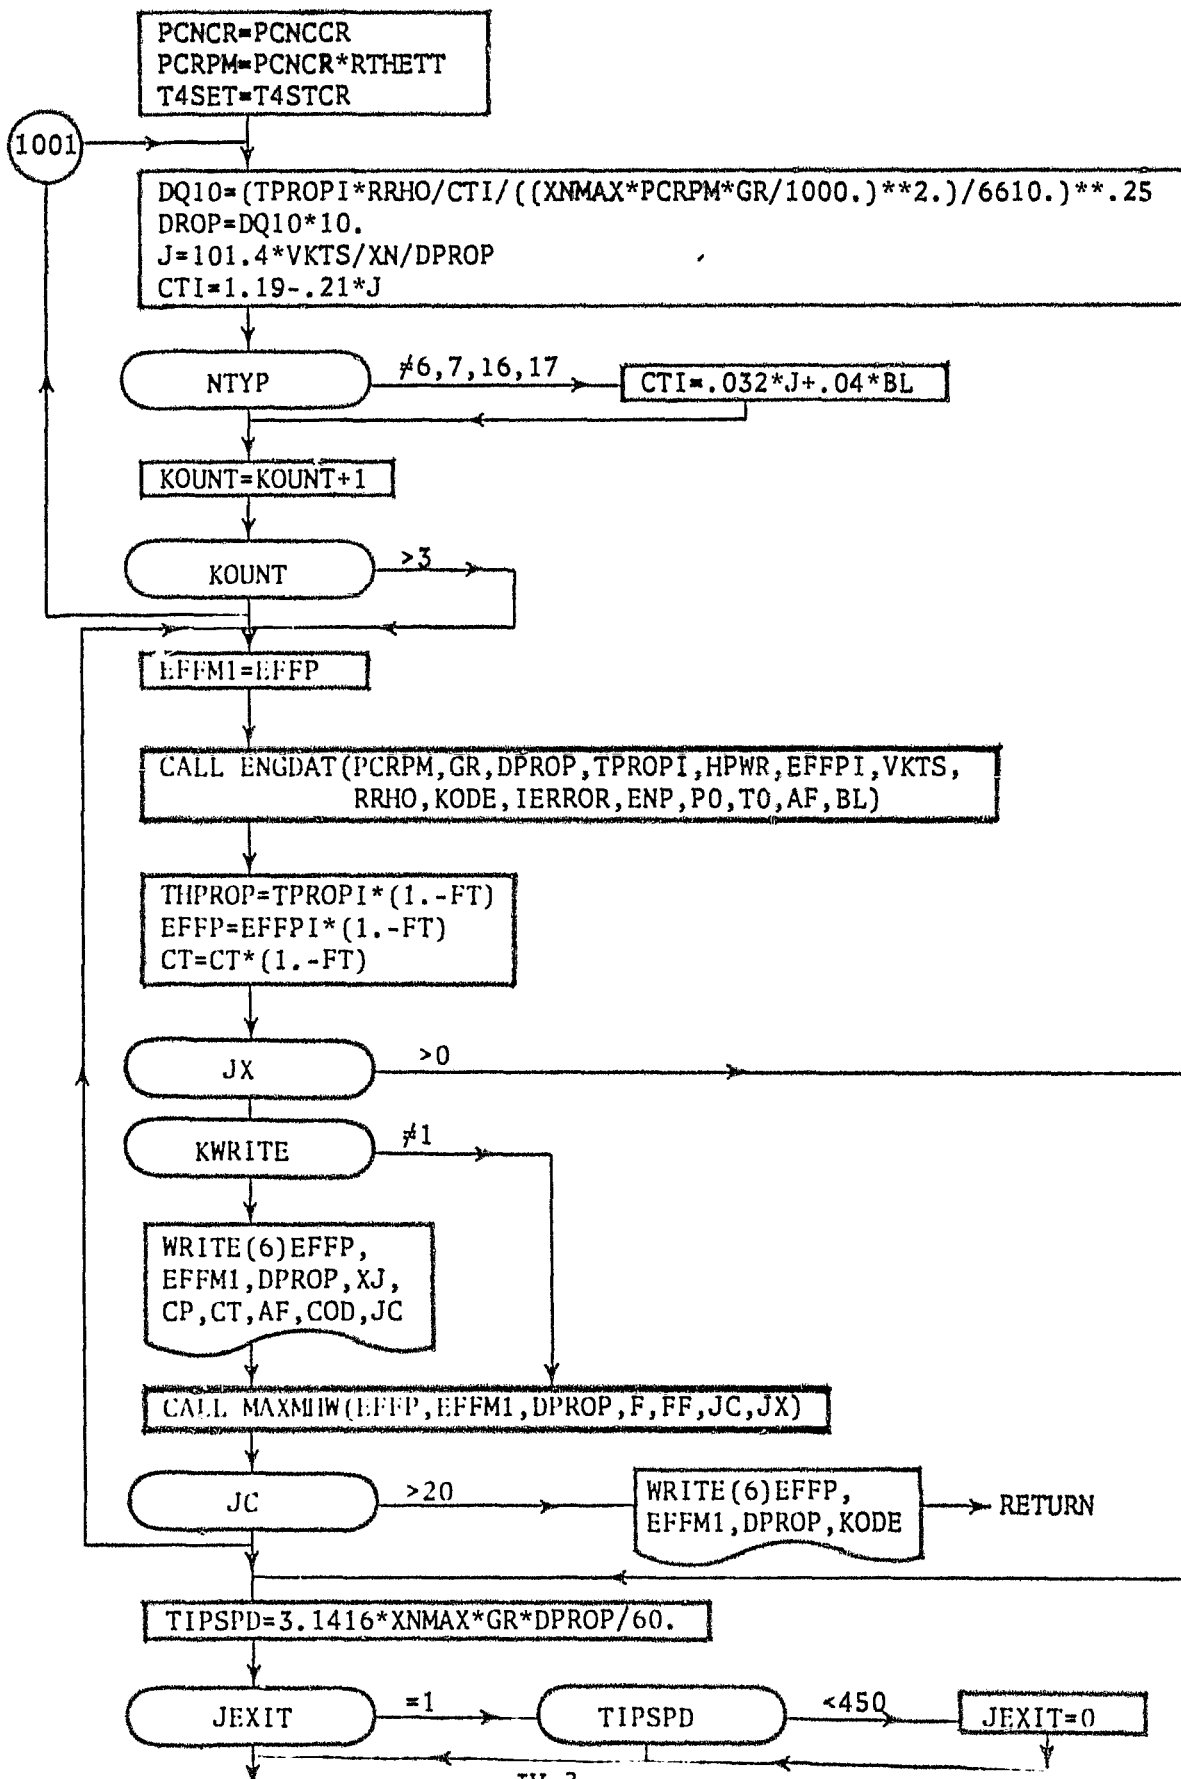 PCNCR=PCNCCR
PCRPM=PCNCR*RTHETT
T4SET=T4STCR
1001
DQ10=(TPROPI*RRHO/CTI/((XNMAX*PCRPM*GR/1000.)**2.)/6610.)**.25
DROP=DQ10*10.
J=101.4*VKTS/XN/DPROP
CTI=1.19-.21*J
NTYP
≠6,7,16,17
CTI=.032*J+.04*BL
KOUNT=KOUNT+1
KOUNT
>3
EFFM1=EFFP
CALL ENGDAT(PCRPM,GR,DPROP,TPROPI,HPWR,EFFPI,VKTS,
RRHO,KODE,IERROR,ENP,PO,TO,AF,BL)
THPROP=TPROPI*(1.-FT)
EFFP=EFFPI*(1.-FT)
CT=CT*(1.-FT)
JX
>0
KWRITE
≠1
WRITE(6)EFFP,
EFFM1,DPROP,XJ,
CP,CT,AF,COD,JC
CALL MAXMHW(EFFP,EFFM1,DPROP,F,FF,JC,JX)
JC
>20
WRITE(6)EFFP,
EFFM1,DPROP,KODE
RETURN
TIPSPD=3.1416*XNMAX*GR*DPROP/60.
JEXIT
=1
TIPSPD
<450
JEXIT=0